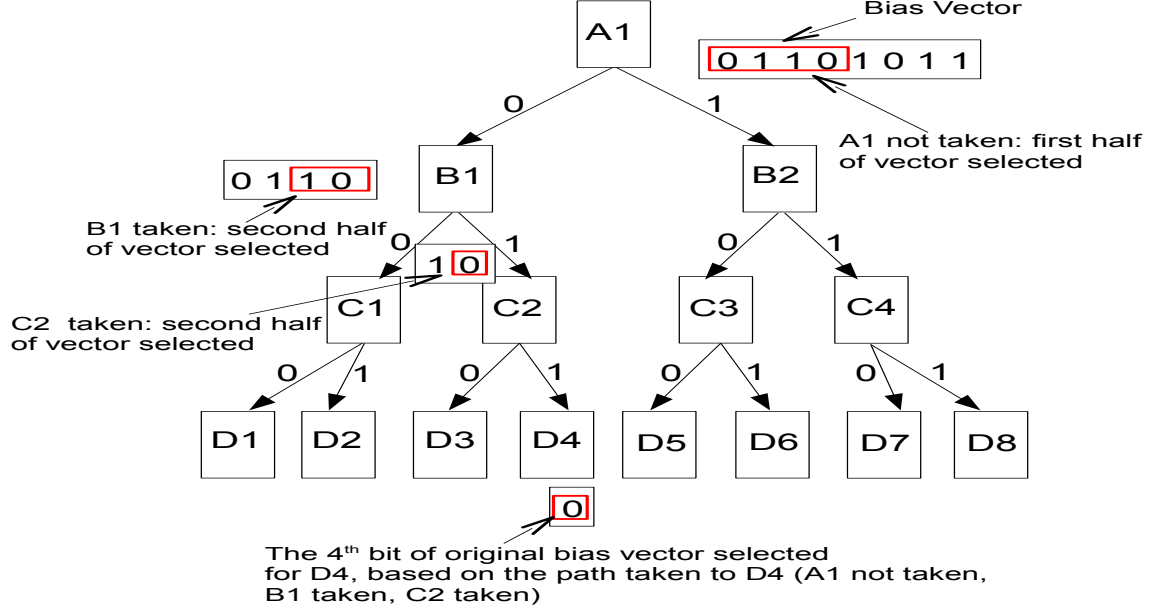 Bias Vector
A1
0 1 1 0 1 0 1 1
0 1
A1 not taken: first half
of vector selected
B1 B2
0 1 1 0
B1 taken: second half
of vector selected
0 1 0 1
1 0
C1 C2 C3 C4
C2 taken: second half
of vector selected
0 1 0 1 0 1 0 1
D1 D2 D3 D4 D5 D6 D7 D8
0
The 4th bit of original bias vector selected
for D4, based on the path taken to D4 (A1 not taken,
B1 taken, C2 taken)